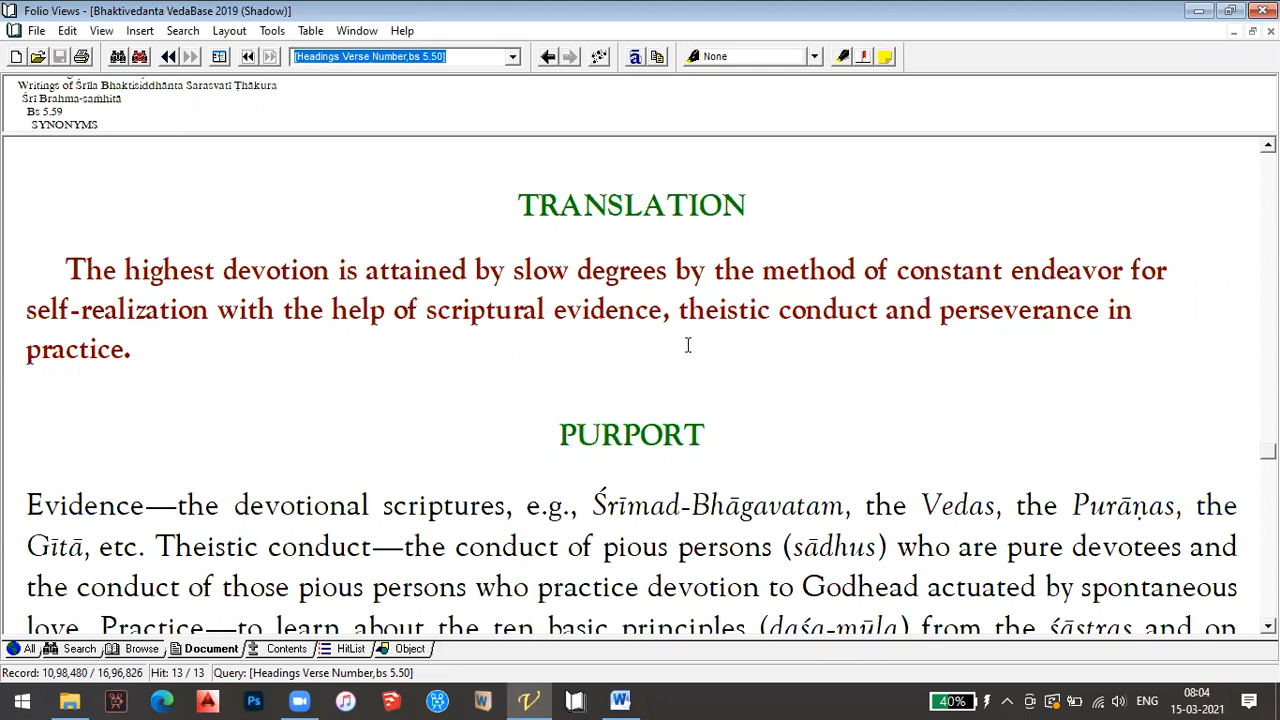 Folio Views - [Bhaktivedanta VedaBase 2019 (Shadow)]
File Edit View Insert Search Layout Tools Table Window Help
[Headings Verse Number,bs 5.50] None
Writings of Śrīla Bhaktisiddhānta Sarasvatī Ṭhākura
Śrī Brahma-saṁhitā
Bs 5.59
SYNONYMS
TRANSLATION
The highest devotion is attained by slow degrees by the method of constant endeavor for
self-realization with the help of scriptural evidence, theistic conduct and perseverance in
practice.
PURPORT
Evidence—the devotional scriptures, e.g., Śrīmad-Bhāgavatam, the Vedas, the Purāṇas, the
Gītā, etc. Theistic conduct—the conduct of pious persons (sādhus) who are pure devotees and
the conduct of those pious persons who practice devotion to Godhead actuated by spontaneous
love. Practice—to learn about the ten basic principles (daśa-mūla) from the śāstras and on
All Search Browse Document Contents HitList Object
Record: 10,98,480 / 16,96,826 Hit: 13 / 13 Query: [Headings Verse Number,bs 5.50]
40% ENG 08:04
15-03-2021